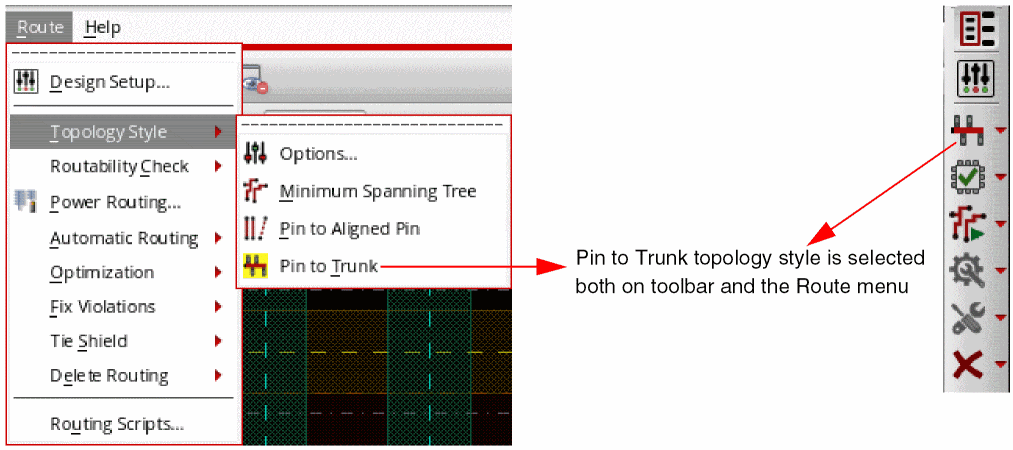 Route Help
Design Setup...
Topology Style
Routability Check
Power Routing...
Automatic Routing
Optimization
Fix Violations
Tie Shield
Delete Routing
Routing Scripts...
Options...
Minimum Spanning Tree
Pin to Aligned Pin
Pin to Trunk
Pin to Trunk topology style is selected
both on toolbar and the Route menu